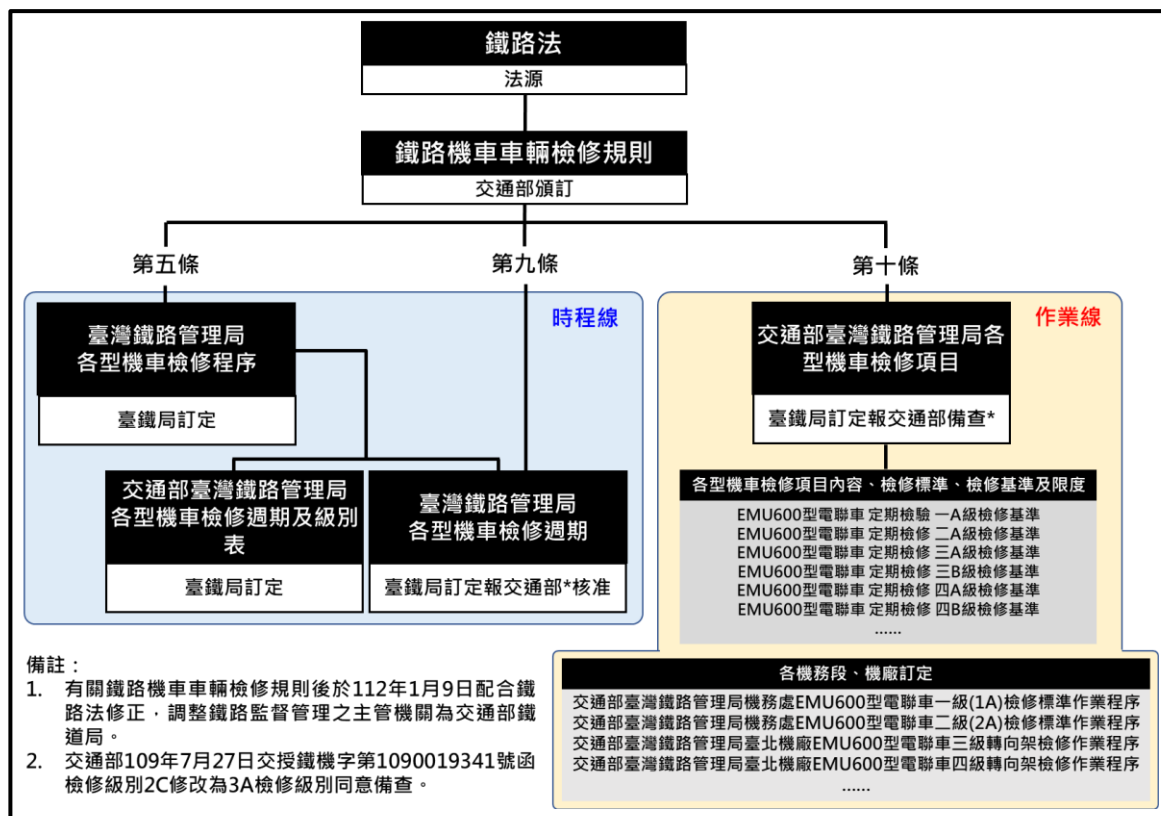 鐵路法
法源
鐵路機車車輛檢修規則
交通部頒訂
第五條
第九條
第十條
時程線
臺灣鐵路管理局
各型機車檢修程序
臺鐵局訂定
交通部臺灣鐵路管理局
各型機車檢修週期及級別
表
臺鐵局訂定
臺灣鐵路管理局
各型機車檢修週期
臺鐵局訂定報交通部*核准
作業線
交通部臺灣鐵路管理局各
型機車檢修項目
臺鐵局訂定報交通部備查*
各型機車檢修項目內容、檢修標準、檢修基準及限度
EMU600型電聯車 定期檢驗 一A級檢修基準
EMU600型電聯車 定期檢修 二A級檢修基準
EMU600型電聯車 定期檢修 三A級檢修基準
EMU600型電聯車 定期檢修 三B級檢修基準
EMU600型電聯車 定期檢修 四A級檢修基準
EMU600型電聯車 定期檢修 四B級檢修基準
......
各機務段、機廠訂定
交通部臺灣鐵路管理局機務處EMU600型電聯車一級(1A)檢修標準作業程序
交通部臺灣鐵路管理局機務處EMU600型電聯車二級(2A)檢修標準作業程序
交通部臺灣鐵路管理局臺北機廠EMU600型電聯車三級轉向架檢修作業程序
交通部臺灣鐵路管理局臺北機廠EMU600型電聯車四級轉向架檢修作業程序
......
備註：
1. 有關鐵路機車車輛檢修規則後於112年1月9日配合鐵
路法修正，調整鐵路監督管理之主管機關為交通部鐵
道局。
2. 交通部109年7月27日交授鐵機字第1090019341號函
檢修級別2C修改為3A檢修級別同意備查。